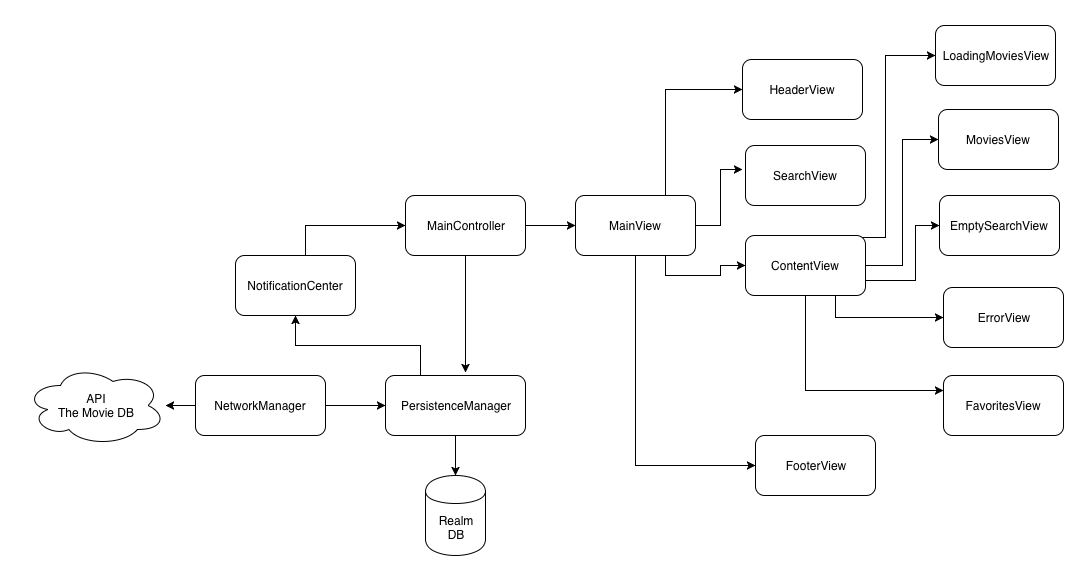 LoadingMoviesView
HeaderView
MoviesView
SearchView
MainController
MainView
EmptySearchView
ContentView
NotificationCenter
ErrorView
API
The Movie DB
NetworkManager
PersistenceManager
FavoritesView
FooterView
Realm
DB